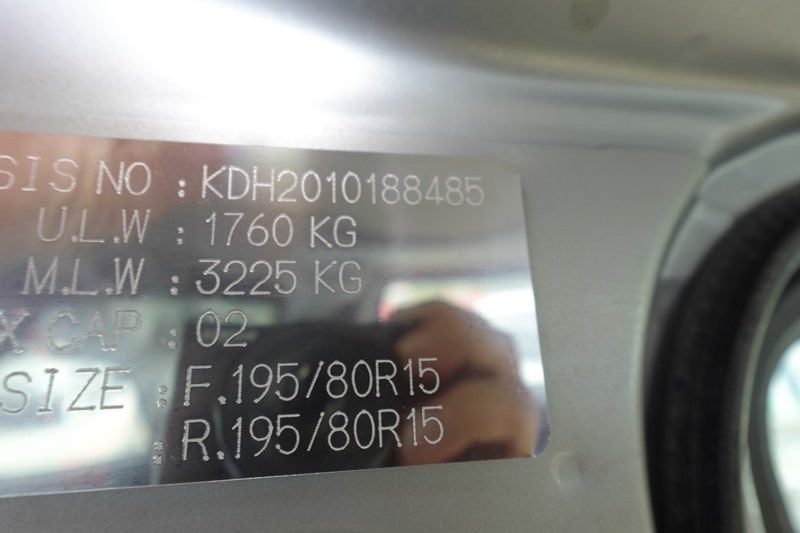 SIS NO : KDH2010188485
U.L.W : 1760 KG
M.L.W : 3225 KG
X CAP : 02
SIZE : F.195/80R15
: R.195/80R15